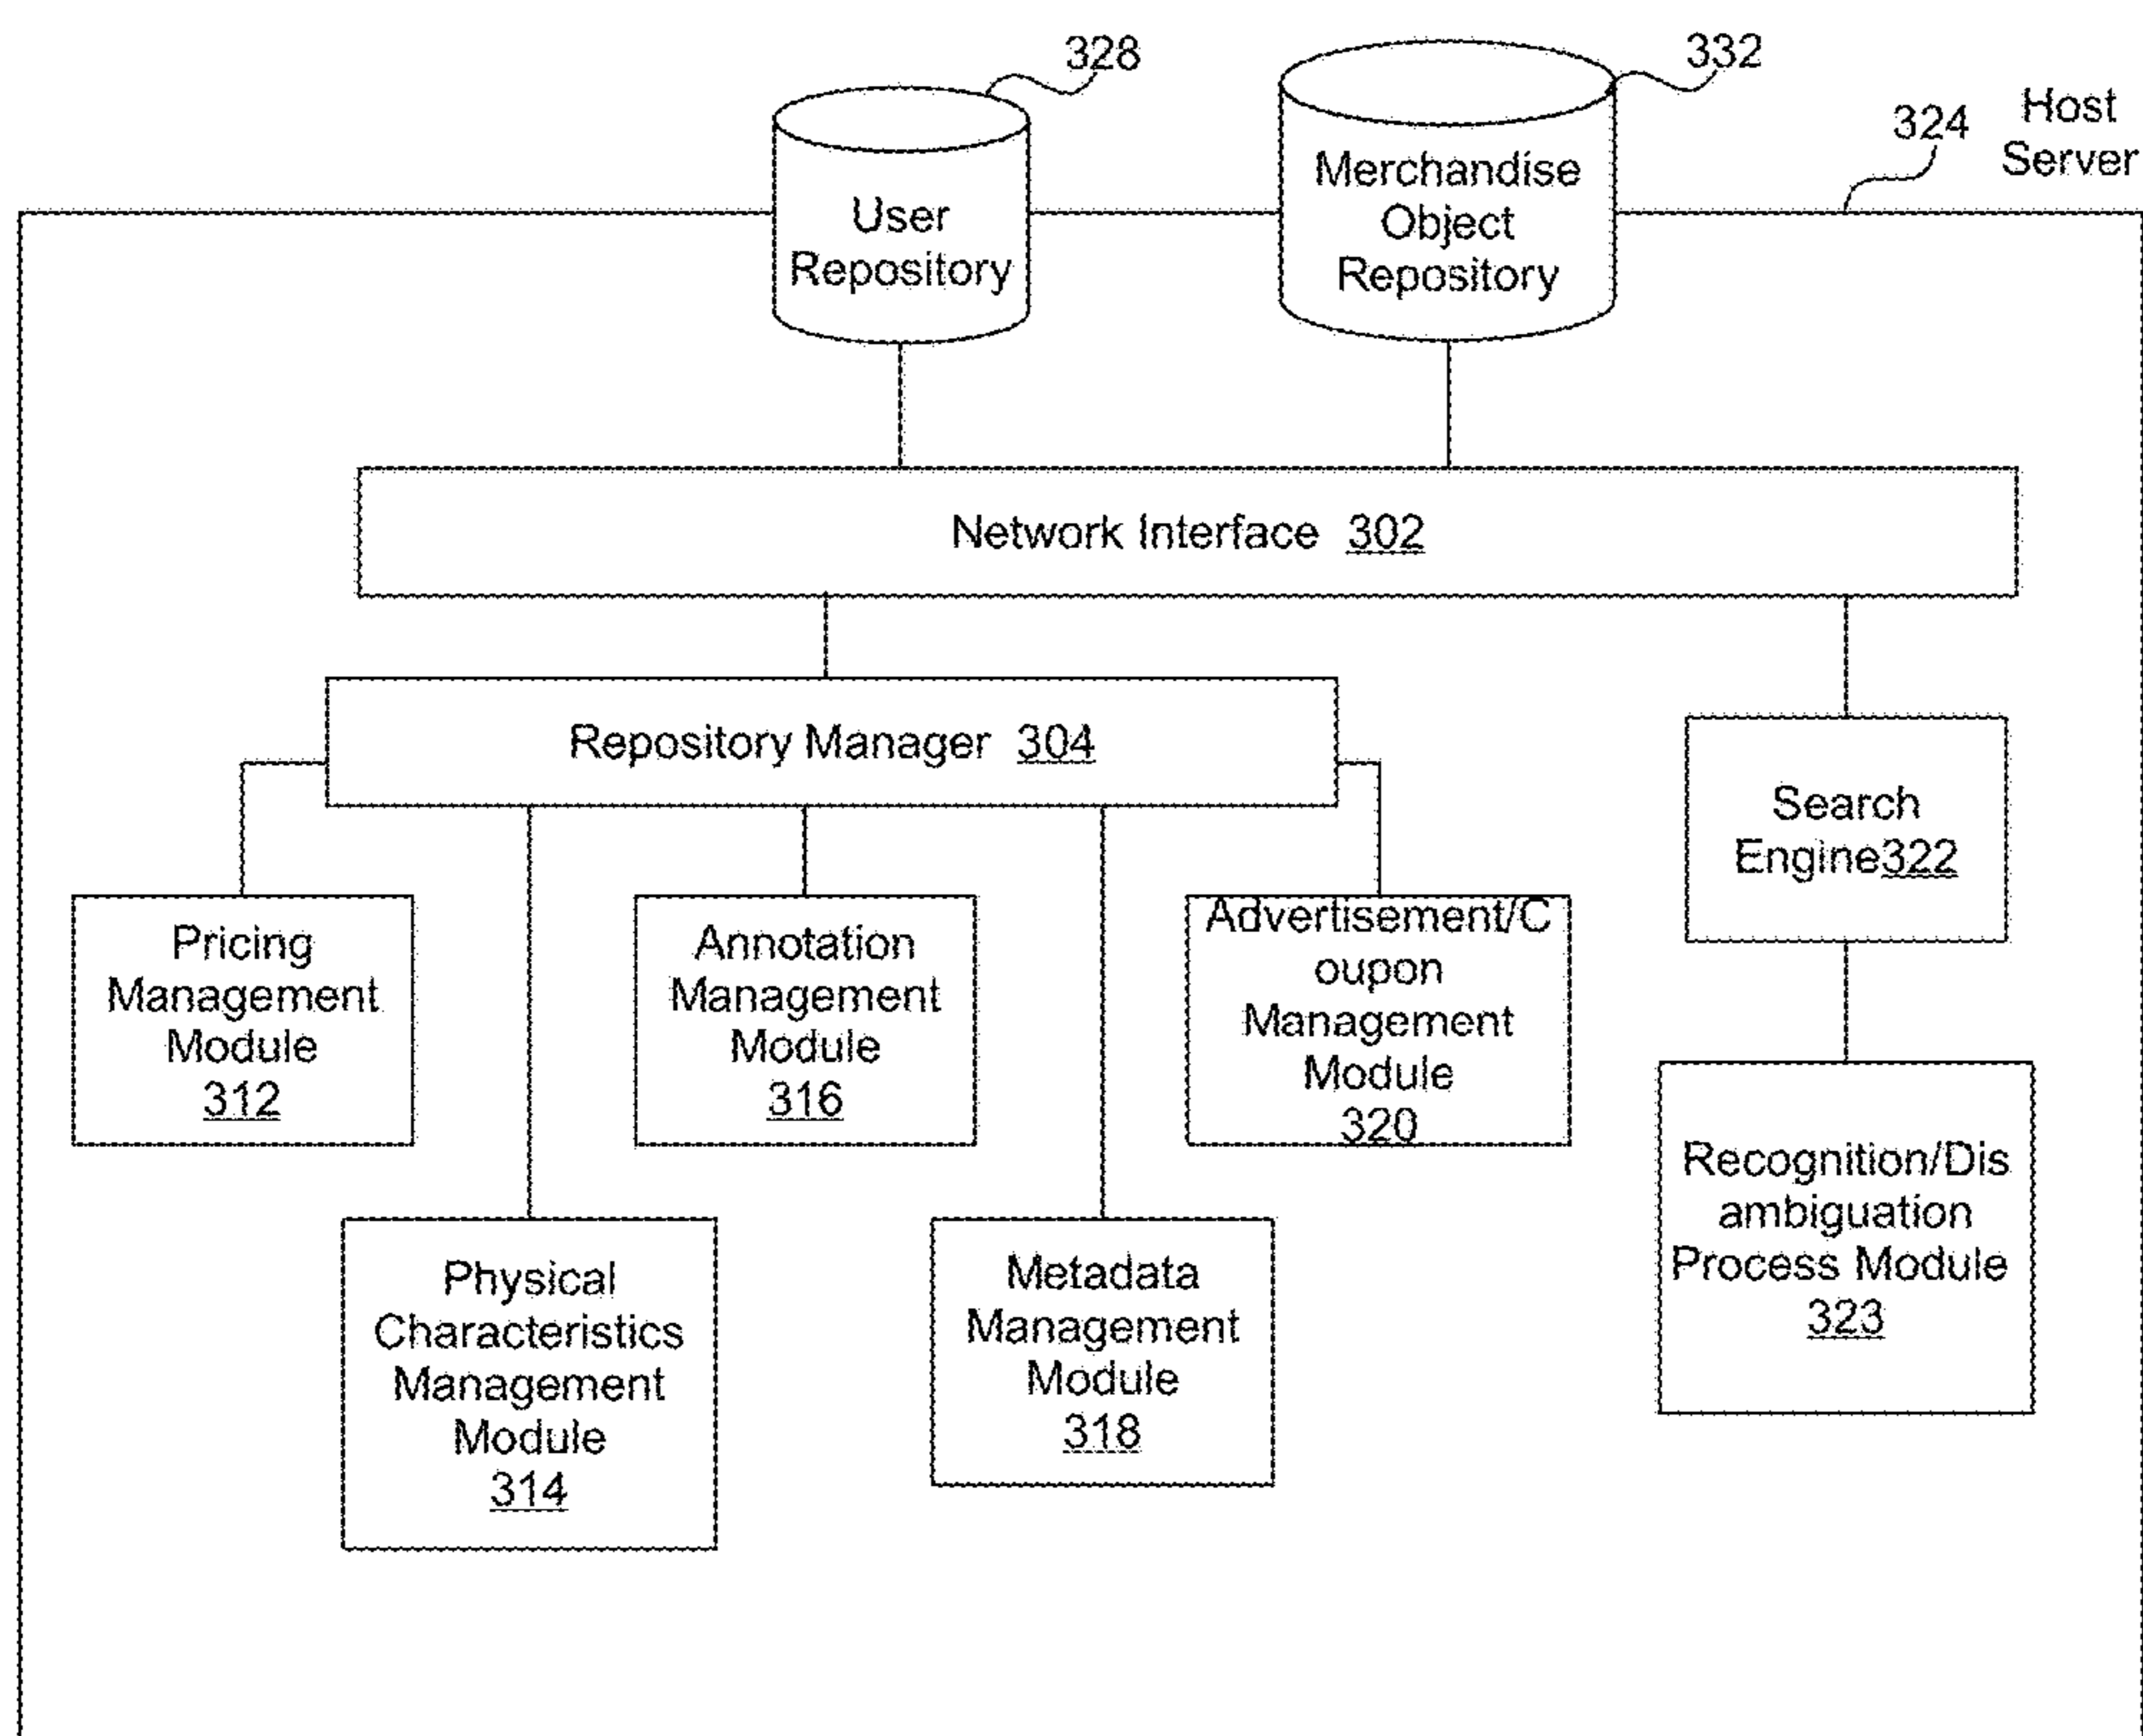 328
332
324
Host
Server
User
Repository
Merchandise
Object
Repository
Network Interface 302
Repository Manager 304
Search
Engine322
Pricing
Management
Module
312
Annotation
Management
Module
316
Advertisement/C
oupon
Management
Module
320
Recognition/Dis
ambiguation
Process Module
323
Physical
Characteristics
Management
Module
314
Metadata
Management
Module
318